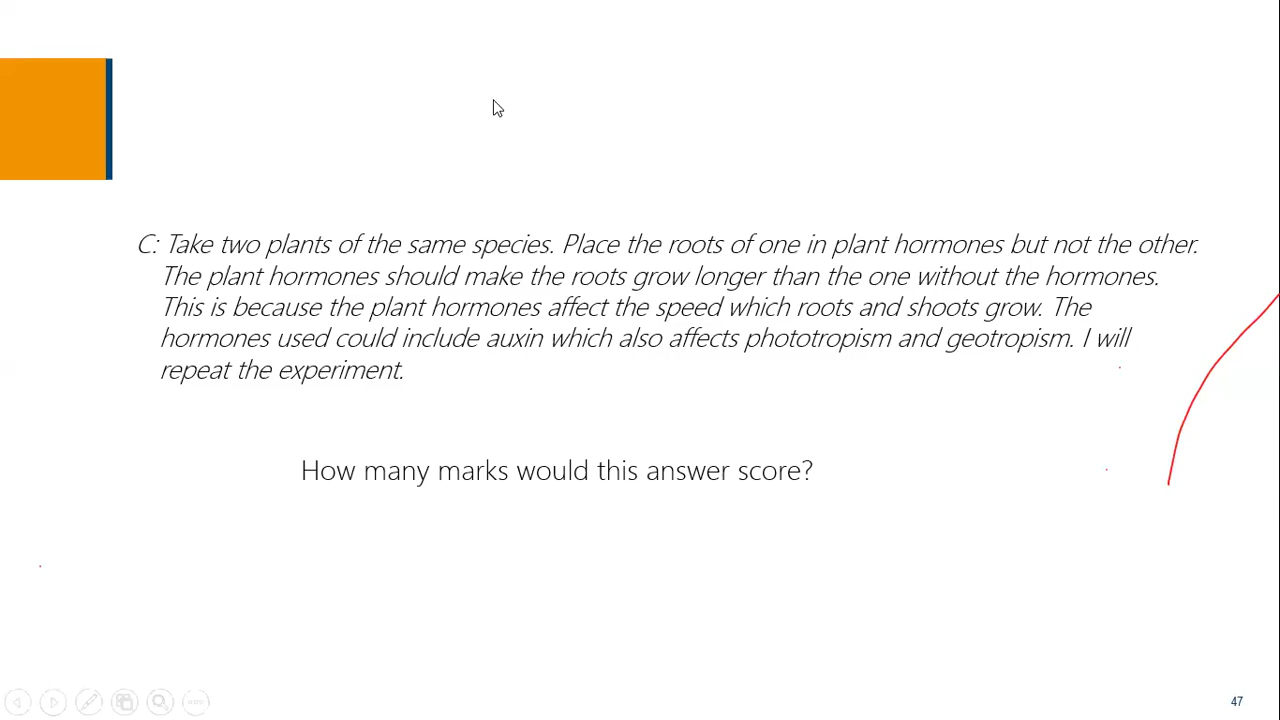 C: Take two plants of the same species. Place the roots of one in plant hormones but not the other.
The plant hormones should make the roots grow longer than the one without the hormones.
This is because the plant hormones affect the speed which roots and shoots grow. The
hormones used could include auxin which also affects phototropism and geotropism. I will
repeat the experiment.
How many marks would this answer score?
47